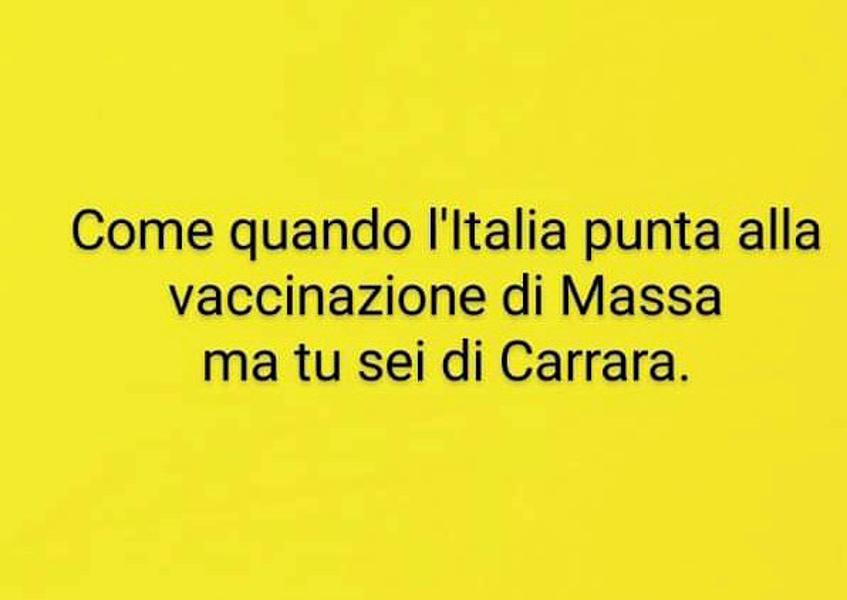 Come quando l'Italia punta alla
vaccinazione di Massa
ma tu sei di Carrara.